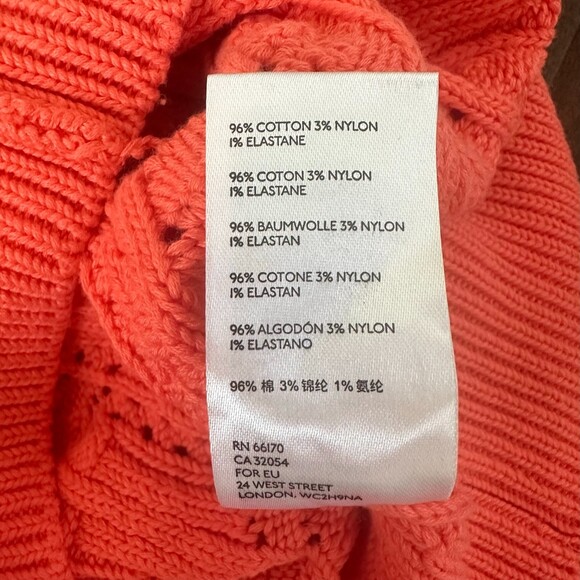 96% COTTON 3% NYLON
1% ELASTANE
96% COTON 3% NYLON
1% ELASTANE
96% BAUMWOLLE 3% NYLON
1% ELASTAN
96% COTONE 3% NYLON
1% ELASTAN
96% ALGODÓN 3% NYLON
1% ELASTANO
96% 棉 3% 锦纶 1% 氨纶
RN 66170
CA 32054
FOR EU
24 WEST STREET
LONDON, WC2H9NA